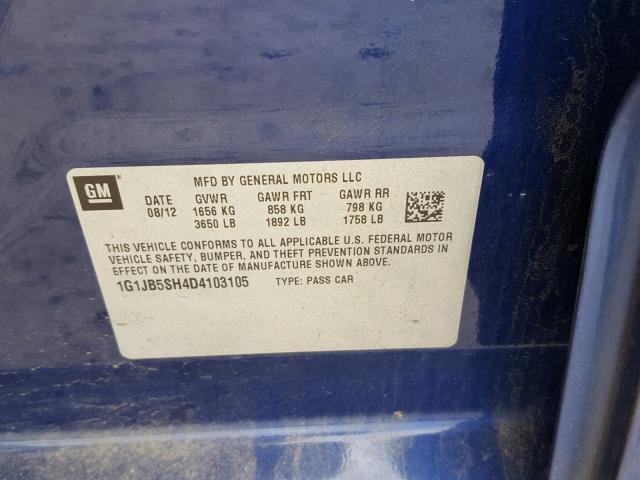 MFD BY GENERAL MOTORS LLC
GM DATE GVWR GAWR FRT GAWR RR
08/12 1656 KG 858 KG 798 KG
3650 LB 1892 LB 1758 LB
THIS VEHICLE CONFORMS TO ALL APPLICABLE U.S. FEDERAL MOTOR
VEHICLE SAFETY, BUMPER, AND THEFT PREVENTION STANDARDS IN
EFFECT ON THE DATE OF MANUFACTURE SHOWN ABOVE.
1G1JB5SH4D4103105 TYPE: PASS CAR